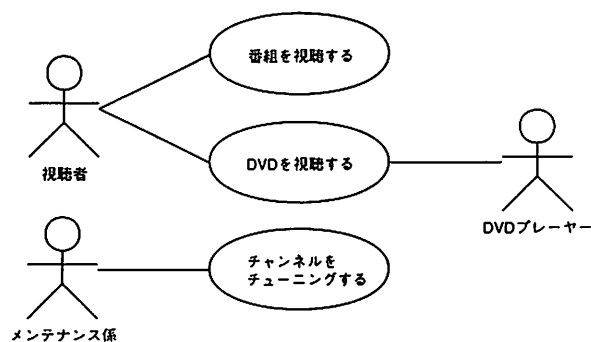 番組を視聴する
視聴者
DVDを視聴する
DVDプレーヤー
チャンネルを
チューニングする
メンテナンス係